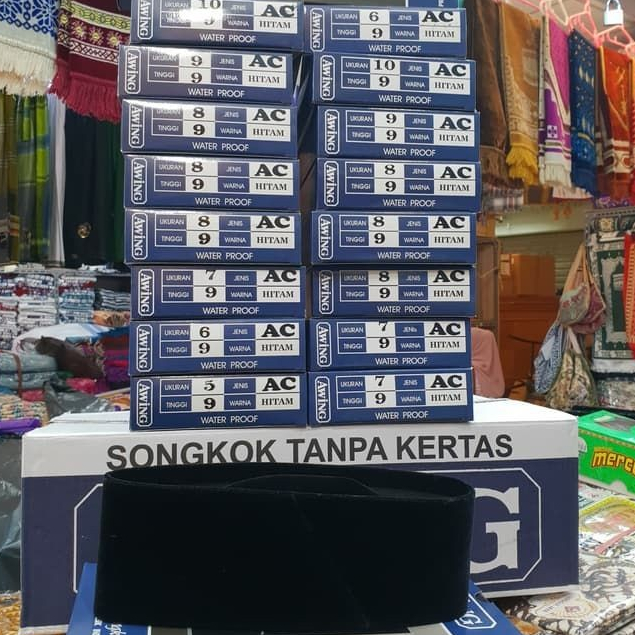 UKURAN 10 JENIS AC
TINGGI 9 WARNA HITAM
WATER PROOF
AWING
UKURAN 9 JENIS AC
TINGGI 9 WARNA HITAM
WATER PROOF
AWING
UKURAN 8 JENIS AC
TINGGI 9 WARNA HITAM
WATER PROOF
AWING
UKURAN 8 JENIS AC
TINGGI 9 WARNA HITAM
WATER PROOF
AWING
UKURAN 8 JENIS AC
TINGGI 9 WARNA HITAM
WATER PROOF
AWING
UKURAN 7 JENIS AC
TINGGI 9 WARNA HITAM
WATER PROOF
AWING
UKURAN 6 JENIS AC
TINGGI 9 WARNA HITAM
WATER PROOF
AWING
UKURAN 5 JENIS AC
TINGGI 9 WARNA HITAM
WATER PROOF
AWING
UKURAN 6 JENIS AC
TINGGI 9 WARNA HITAM
WATER PROOF
AWING
UKURAN 10 JENIS AC
TINGGI 9 WARNA HITAM
WATER PROOF
AWING
UKURAN 9 JENIS AC
TINGGI 9 WARNA HITAM
WATER PROOF
AWING
UKURAN 8 JENIS AC
TINGGI 9 WARNA HITAM
WATER PROOF
AWING
UKURAN 8 JENIS AC
TINGGI 9 WARNA HITAM
WATER PROOF
AWING
UKURAN 8 JENIS AC
TINGGI 9 WARNA HITAM
WATER PROOF
AWING
UKURAN 7 JENIS AC
TINGGI 9 WARNA HITAM
WATER PROOF
AWING
UKURAN 7 JENIS AC
TINGGI 9 WARNA HITAM
WATER PROOF
AWING
SONGKOK TANPA KERTAS
G
merc